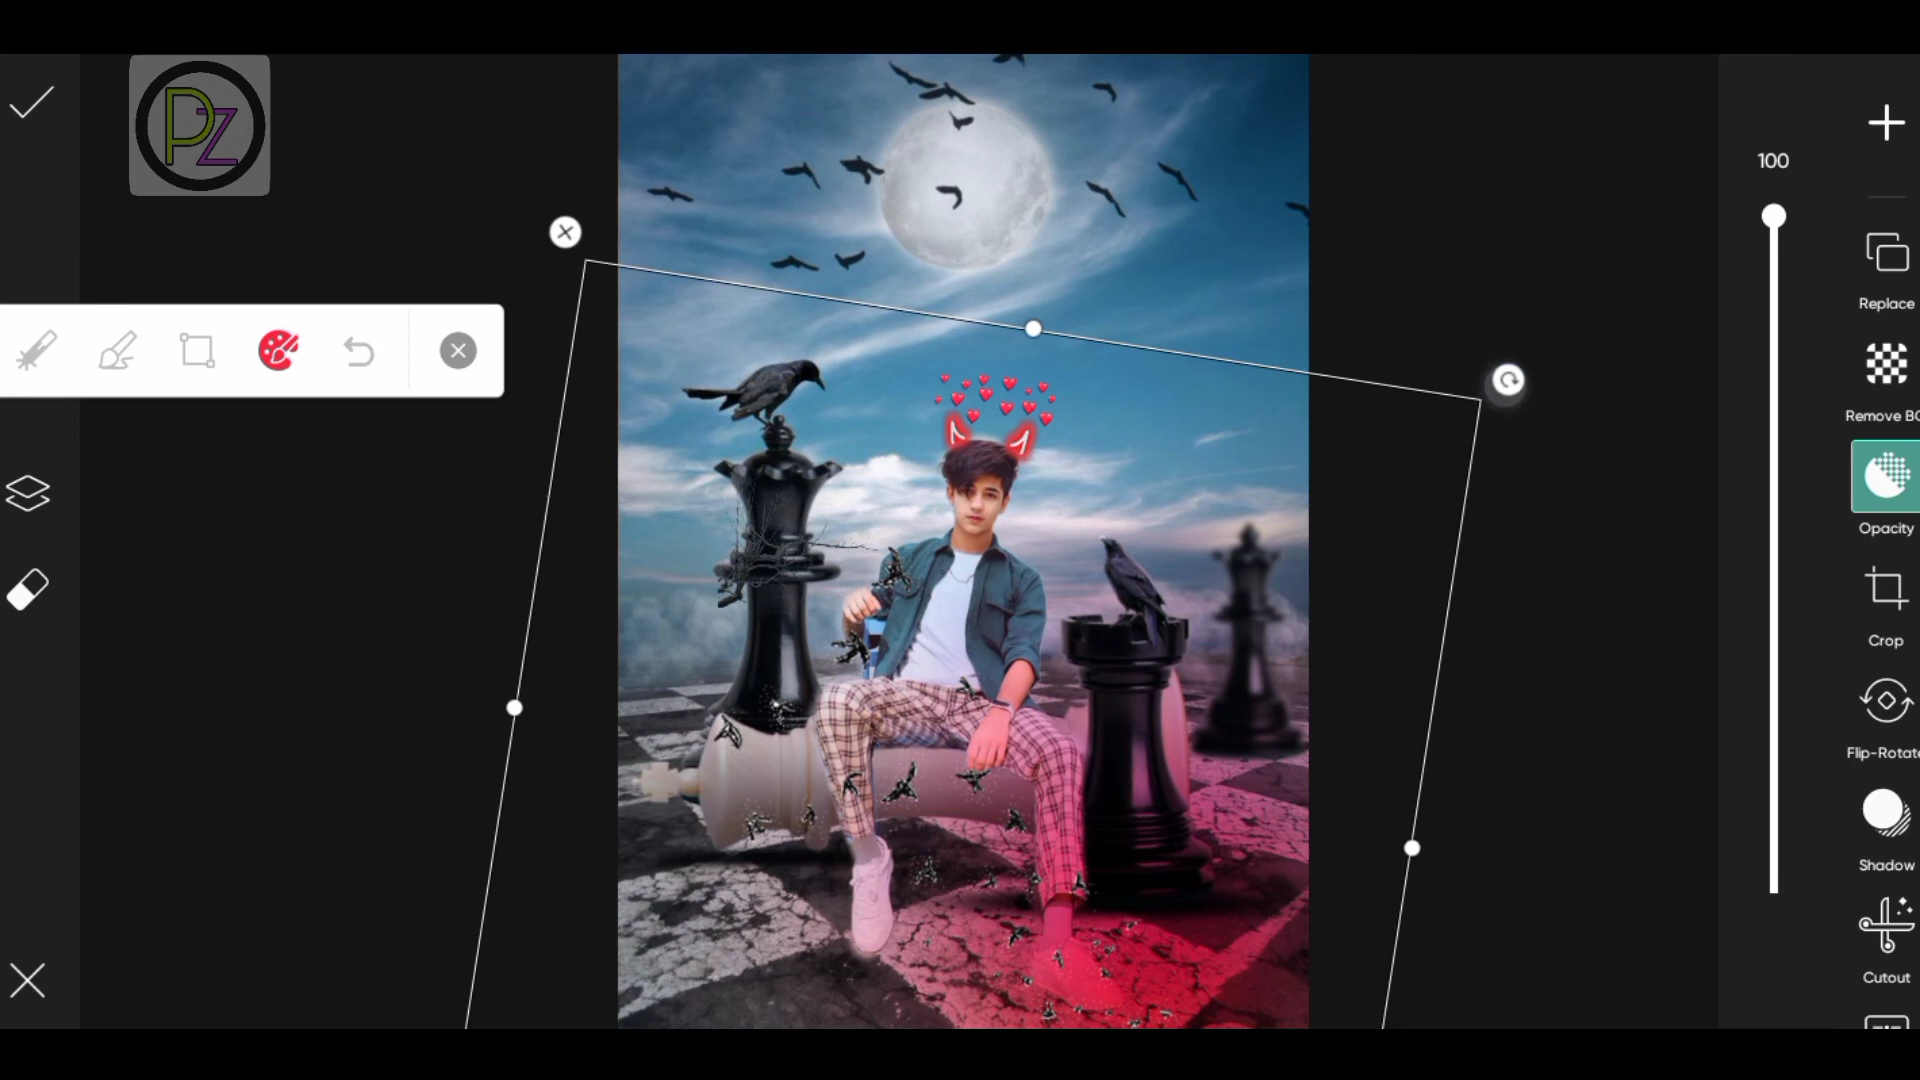 PZ
100
Replace
Remove BG
Opacity
Crop
Flip-Rotate
Shadow
Cutout